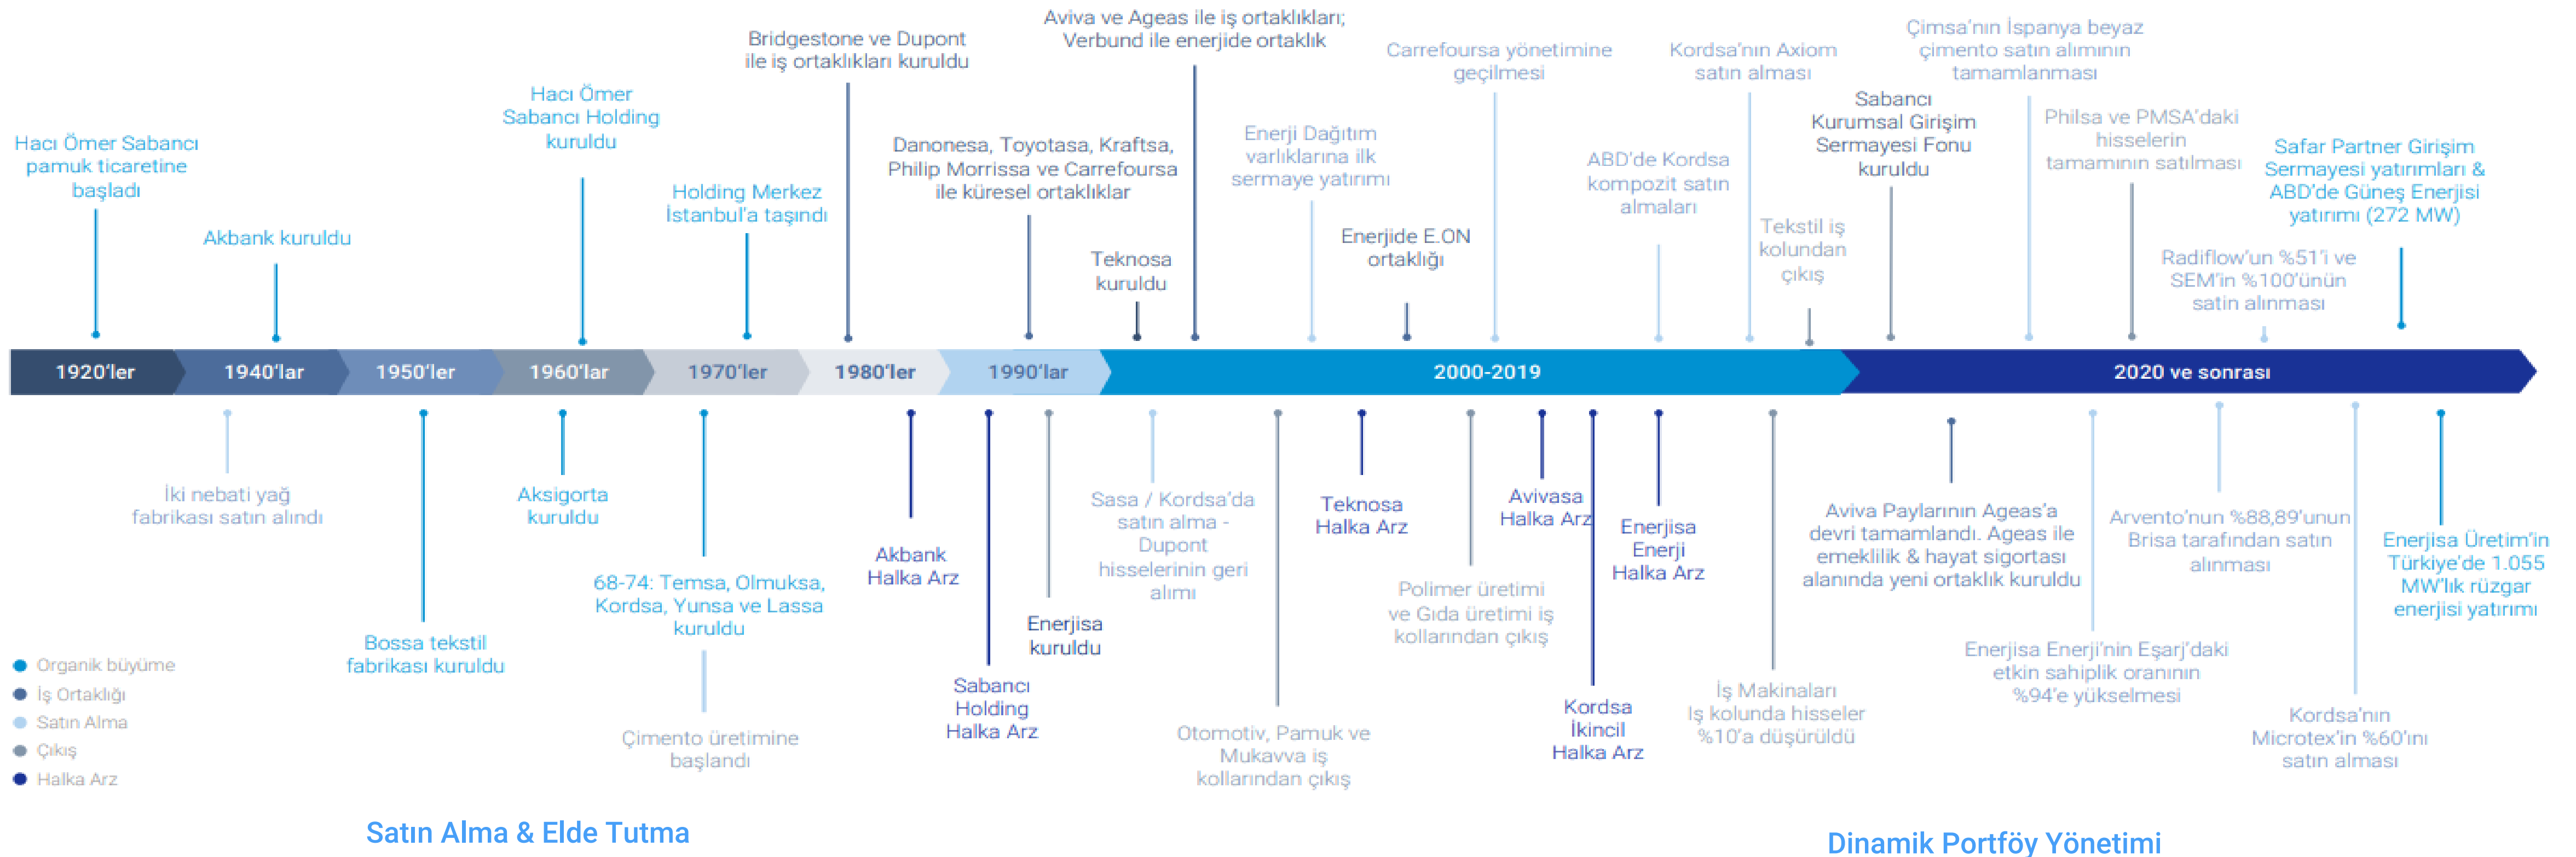 Aviva ve Ageas ile iş ortaklıkları;
Verbund ile enerjide ortaklık
Bridgestone ve Dupont
ile iş ortaklıkları kuruldu
Carrefoursa yönetimine
geçilmesi
Kordsa'nın Axiom
satın alması
Çimsa'nın İspanya beyaz
çimento satın alımının
tamamlanması
Hacı Ömer
Sabancı Holding
kuruldu
Sabancı
Kurumsal Girişim
Sermayesi Fonu
kuruldu
Philsa ve PMSA'daki
hisselerin
tamamının satılması
Hacı Ömer Sabancı
pamuk ticaretine
başladı
Danonesa, Toyotasa, Kraftsa,
Philip Morrissa ve Carrefoursa
ile küresel ortaklıklar
Enerji Dağıtım
varlıklarına ilk
sermaye yatırımı
ABD'de Kordsa
kompozit satın
almaları
Safar Partner Girişim
Sermayesi yatırımları &
ABD'de Güneş Enerjisi
yatırımı (272 MW)
Holding Merkez
İstanbul'a taşındı
Akbank kuruldu
Teknosa
kuruldu
Enerjide E.ON
ortaklığı
Tekstil iş
kolundan
çıkış
Radiflow'un %51'i ve
SEM'in %100'ünün
satin alınması
1920'ler
1940'lar
1950'ler
1960'lar
1970'ler
1980'ler
1990'lar
2000-2019
2020 ve sonrası
İki nebati yağ
fabrikası satın alındı
Aksigorta
kuruldu
Sasa / Kordsa'da
satın alma -
Dupont
hisselerinin geri
alımı
Teknosa
Halka Arz
Avivasa
Halka Arz
Enerjisa
Enerji
Halka Arz
Aviva Paylarının Ageas'a
devri tamamlandı. Ageas ile
emeklilik & hayat sigortası
alanında yeni ortaklık kuruldu
Arvento'nun %88,89'unun
Brisa tarafından satın
alınması
Enerjisa Üretim'in
Türkiye'de 1.055
MW'lık rüzgar
enerjisi yatırımı
Akbank
Halka Arz
68-74: Temsa, Olmuksa,
Kordsa, Yunsa ve Lassa
kuruldu
Polimer üretimi
ve Gıda üretimi iş
kollarından çıkış
Bossa tekstil
fabrikası kuruldu
Enerjisa
kuruldu
Enerjisa Enerji'nin Eşarj'daki
etkin sahiplik oranının
%94'e yükselmesi
Sabancı
Holding
Halka Arz
Kordsa
İkincil
Halka Arz
İş Makinaları
Iş kolunda hisseler
%10'a düşürüldü
Kordsa'nın
Microtex'in %60'ını
satın alması
Çimento üretimine
başlandı
Otomotiv, Pamuk ve
Mukavva iş
kollarından çıkış
Organik büyüme
İş Ortaklığı
Satın Alma
Çıkış
Halka Arz
Satın Alma & Elde Tutma
Dinamik Portföy Yönetimi